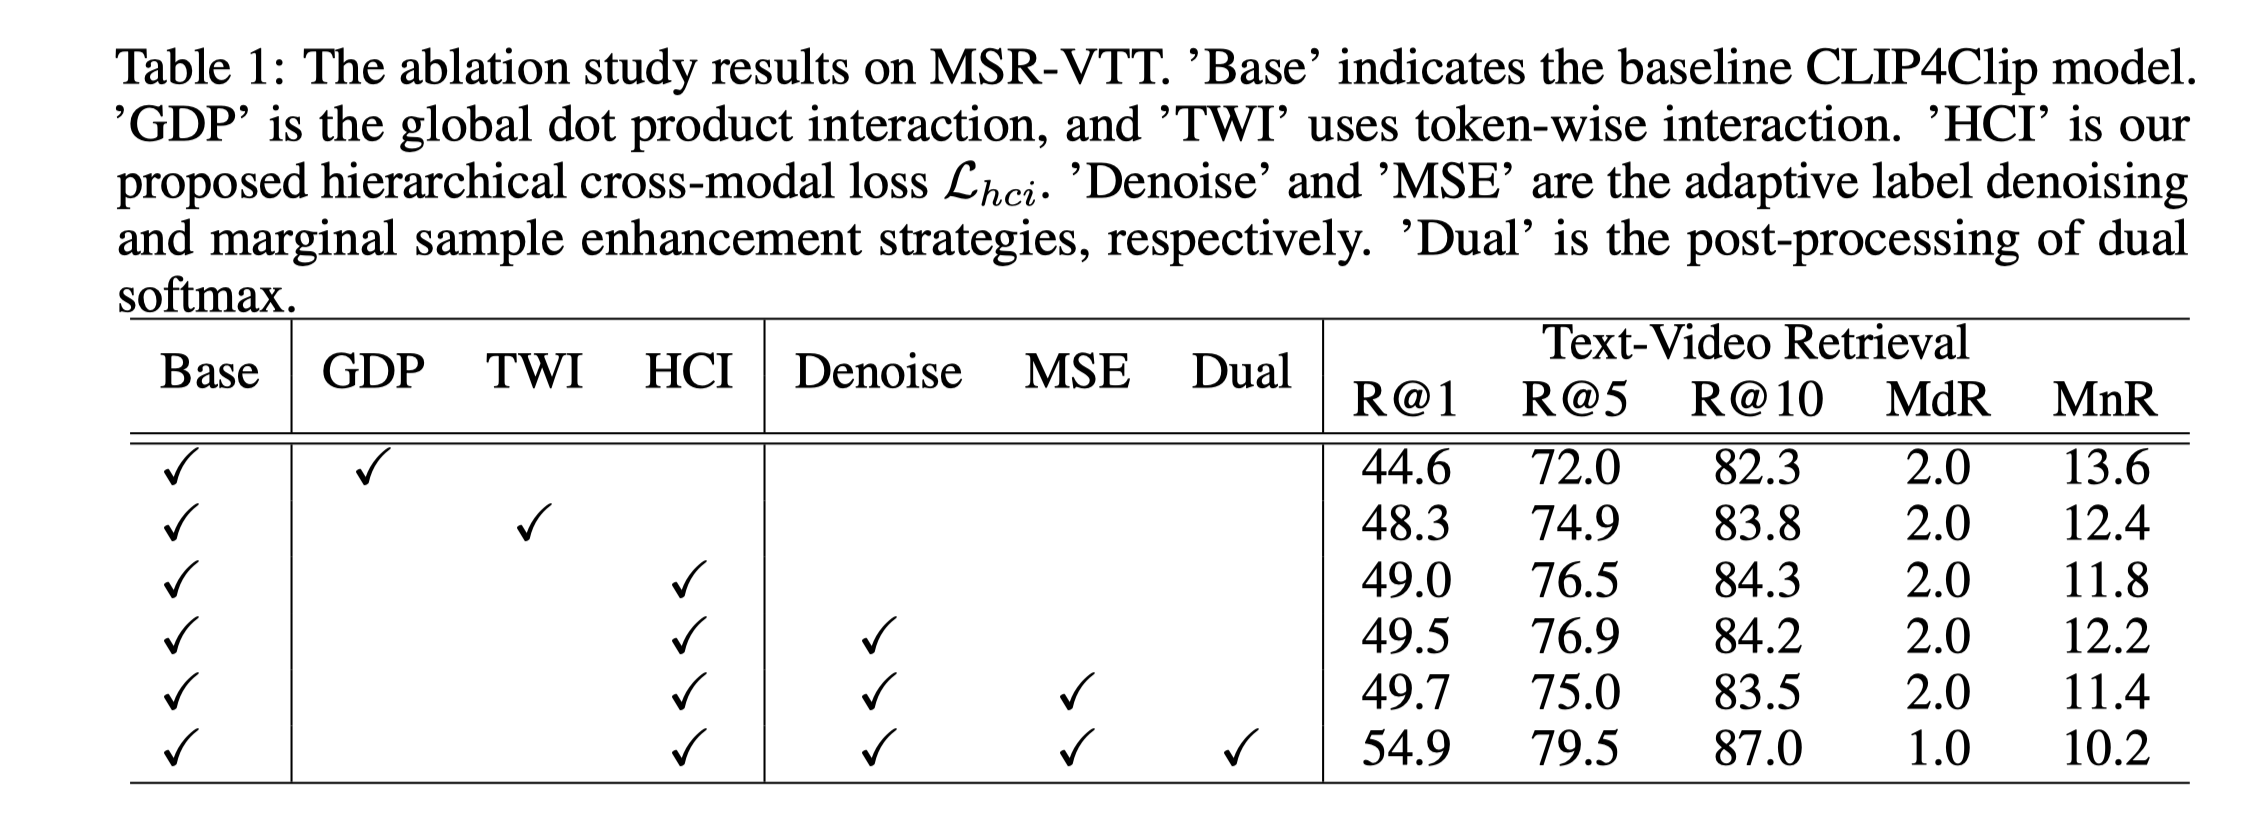 Table 1: The ablation study results on MSR-VTT. ’Base’ indicates the baseline CLIP4Clip model.
’GDP’ is the global dot product interaction, and ’TWI’ uses token-wise interaction. ’HCI’ is our
proposed hierarchical cross-modal loss ℒhci. ’Denoise’ and ’MSE’ are the adaptive label denoising
and marginal sample enhancement strategies, respectively. ’Dual’ is the post-processing of dual
softmax.
Text-Video Retrieval
Base GDP TWI HCI Denoise MSE Dual
R@1 R@5 R@10 MdR MnR
✓ ✓ 44.6 72.0 82.3 2.0 13.6
✓ ✓ 48.3 74.9 83.8 2.0 12.4
✓ ✓ 49.0 76.5 84.3 2.0 11.8
✓ ✓ ✓ 49.5 76.9 84.2 2.0 12.2
✓ ✓ ✓ ✓ 49.7 75.0 83.5 2.0 11.4
✓ ✓ ✓ ✓ ✓ 54.9 79.5 87.0 1.0 10.2